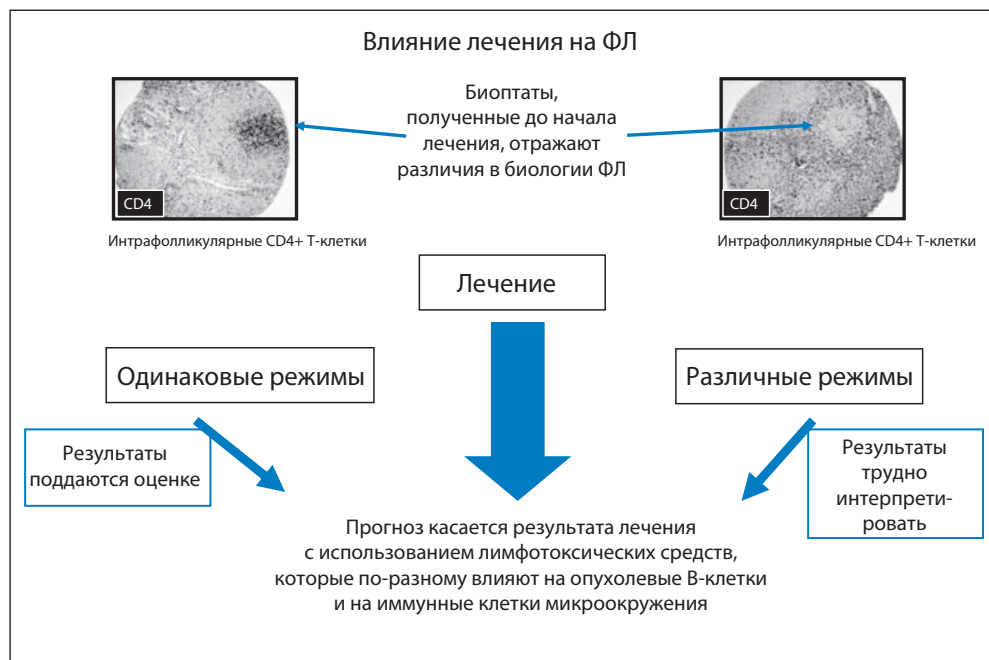 Влияние лечения на ФЛ
Биоптаты,
полученные до начала
лечения, отражают
различия в биологии ФЛ
CD4
CD4
Интрафолликулярные CD4+ Т-клетки
Интрафолликулярные CD4+ Т-клетки
Лечение
Одинаковые режимы
Различные режимы
Результаты
поддаются оценке
Результаты
трудно
интерпрети-
ровать
Прогноз касается результата лечения
с использованием лимфотоксических средств,
которые по-разному влияют на опухолевые В-клетки
и на иммунные клетки микроокружения